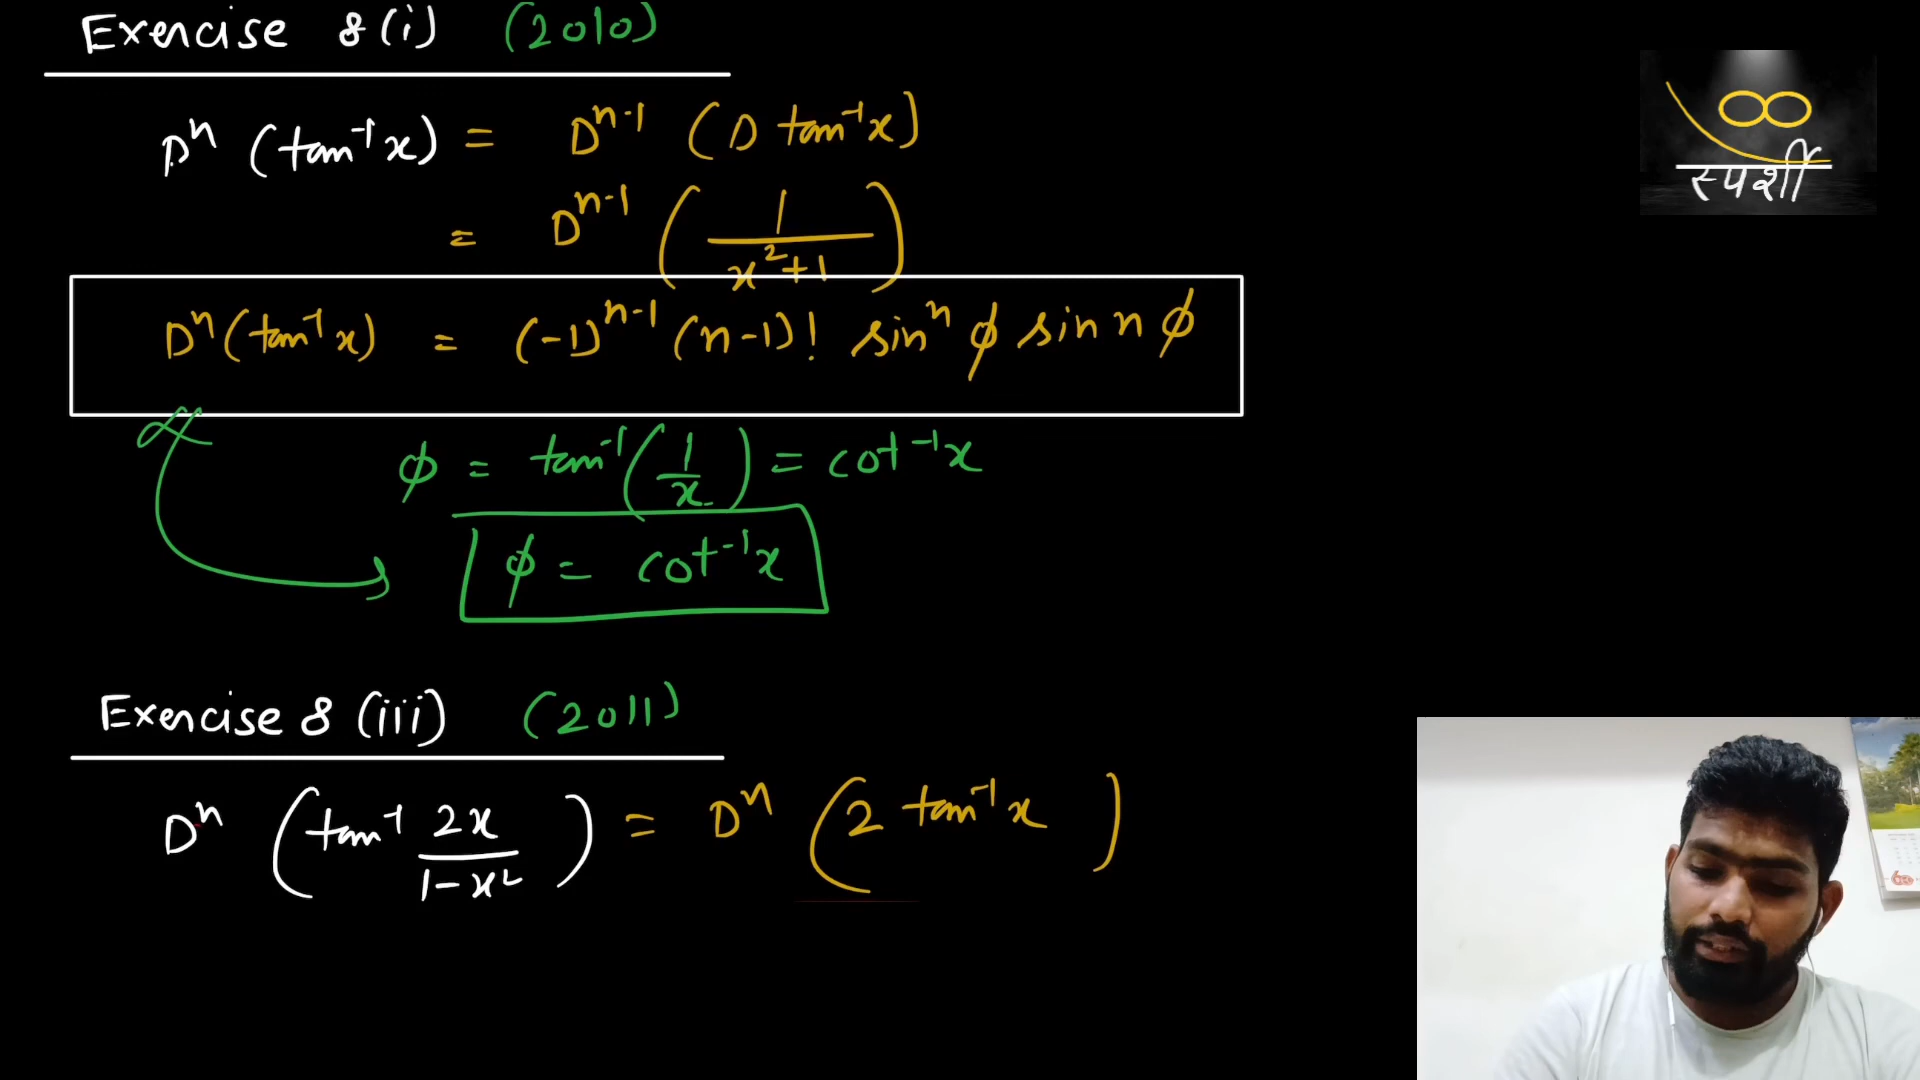 Exercise 8(i) (2010)
Dⁿ (tan⁻¹x) = Dⁿ⁻¹ (D tan⁻¹x)
= Dⁿ⁻¹ (1/(x²+1))
Dⁿ(tan⁻¹x) = (-1)ⁿ⁻¹ (n-1)! sinⁿ ϕ sin n ϕ
ϕ = tan⁻¹(1/x) = cot⁻¹x
ϕ = cot⁻¹x
Exercise 8 (iii) (2011)
Dⁿ (tan⁻¹ 2x/(1-x²)) = Dⁿ (2 tan⁻¹x)
स्पर्शी